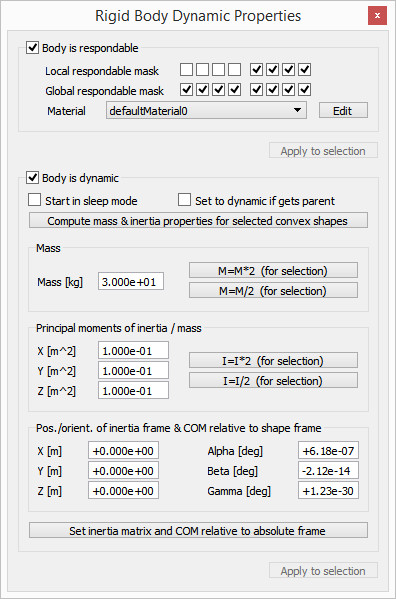 Rigid Body Dynamic Properties
x
Body is respondable
Local respondable mask
Global respondable mask
Material defaultMaterial0 Edit
Apply to selection
Body is dynamic
Start in sleep mode Set to dynamic if gets parent
Compute mass & inertia properties for selected convex shapes
Mass
Mass [kg] 3.000e+01 M=M*2 (for selection)
M=M/2 (for selection)
Principal moments of inertia / mass
X [m^2] 1.000e-01
Y [m^2] 1.000e-01 I=I*2 (for selection)
Z [m^2] 1.000e-01 I=I/2 (for selection)
Pos./orient. of inertia frame & COM relative to shape frame
X [m] +0.000e+00 Alpha [deg] +6.18e-07
Y [m] +0.000e+00 Beta [deg] -2.12e-14
Z [m] +0.000e+00 Gamma [deg] +1.23e-30
Set inertia matrix and COM relative to absolute frame
Apply to selection